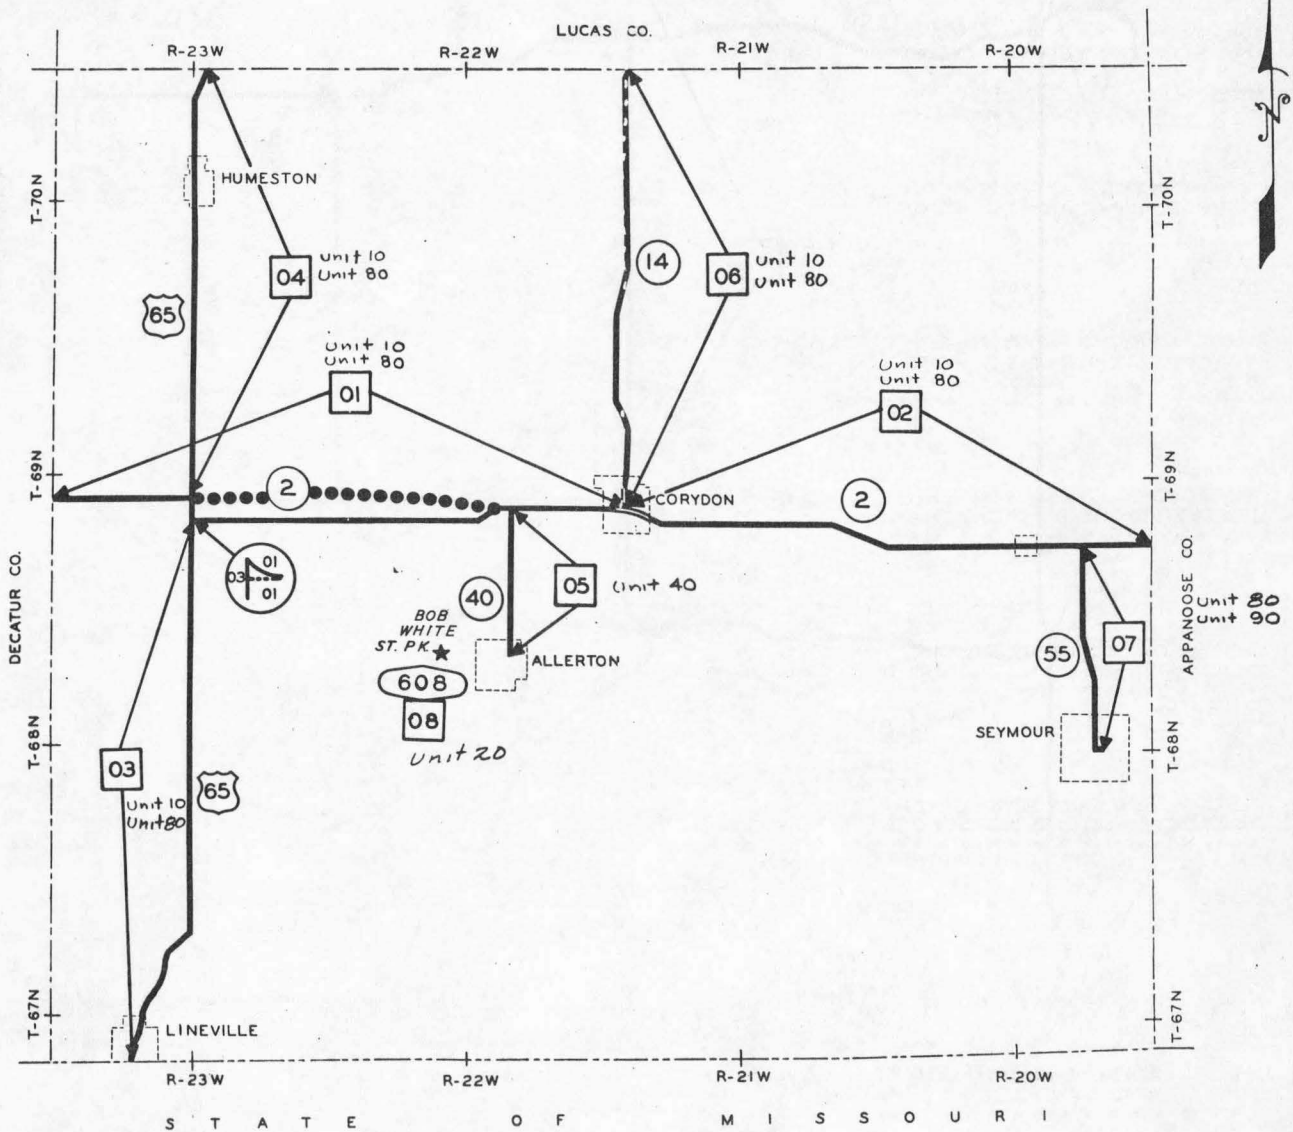 LUCAS CO.
R-23W
R-22W
R-21W
R-20W
HUMESTON
T-70N
T-70N
04
Unit 10
Unit 80
14
06
Unit 10
Unit 80
65
Unit 10
Unit 80
01
Unit 10
Unit 80
02
T-69N
T-69N
2
CORYDON
2
DECATUR CO.
01
03
01
40
05
Unit 40
APPANOOSE CO.
Unit 80
Unit 90
BOB
WHITE
ST. PK.
ALLERTON
608
08
Unit 20
55
07
SEYMOUR
T-68N
T-68N
03
Unit 10
Unit 80
65
T-67N
T-67N
LINEVILLE
R-23W
R-22W
R-21W
R-20W
STATE OF MISSOURI